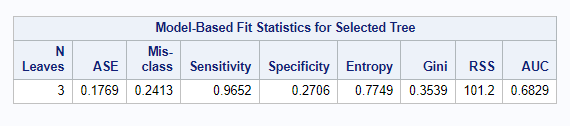 Model-Based Fit Statistics for Selected Tree
N Leaves ASE Mis-class Sensitivity Specificity Entropy Gini RSS AUC
3 0.1769 0.2413 0.9652 0.2706 0.7749 0.3539 101.2 0.6829